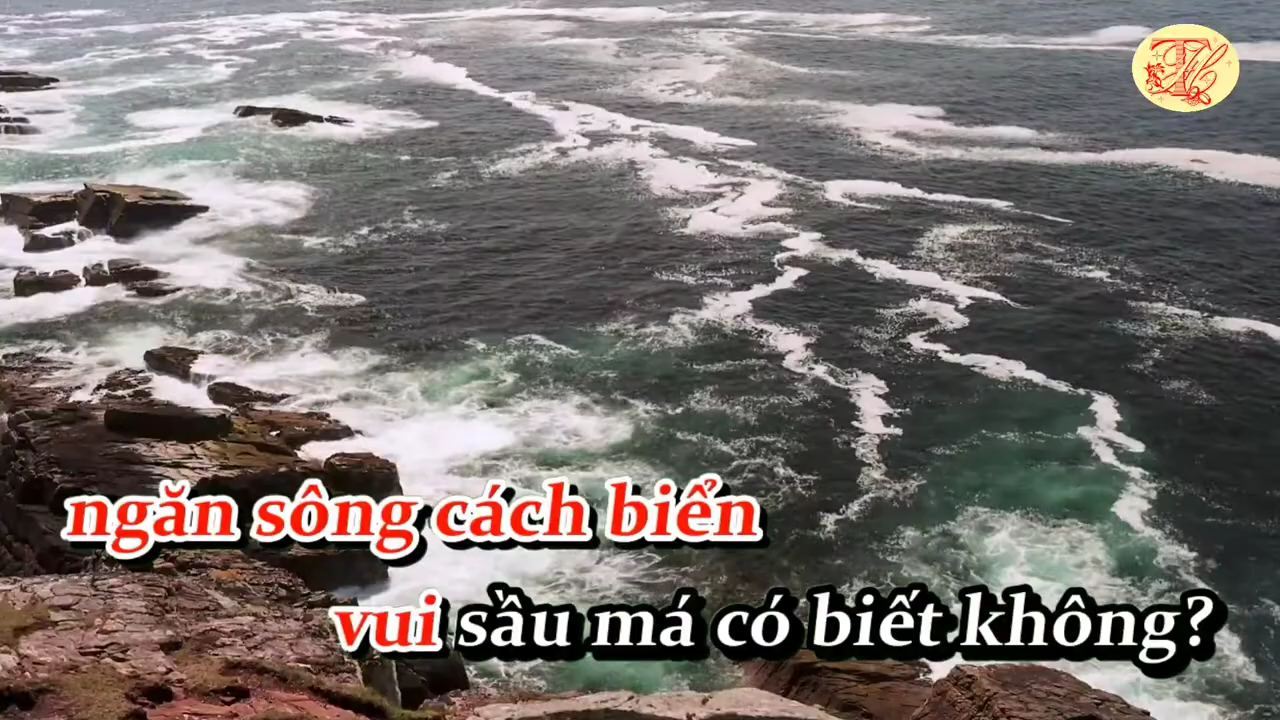 ngăn sông cách biển
vui sầu má có biết không?